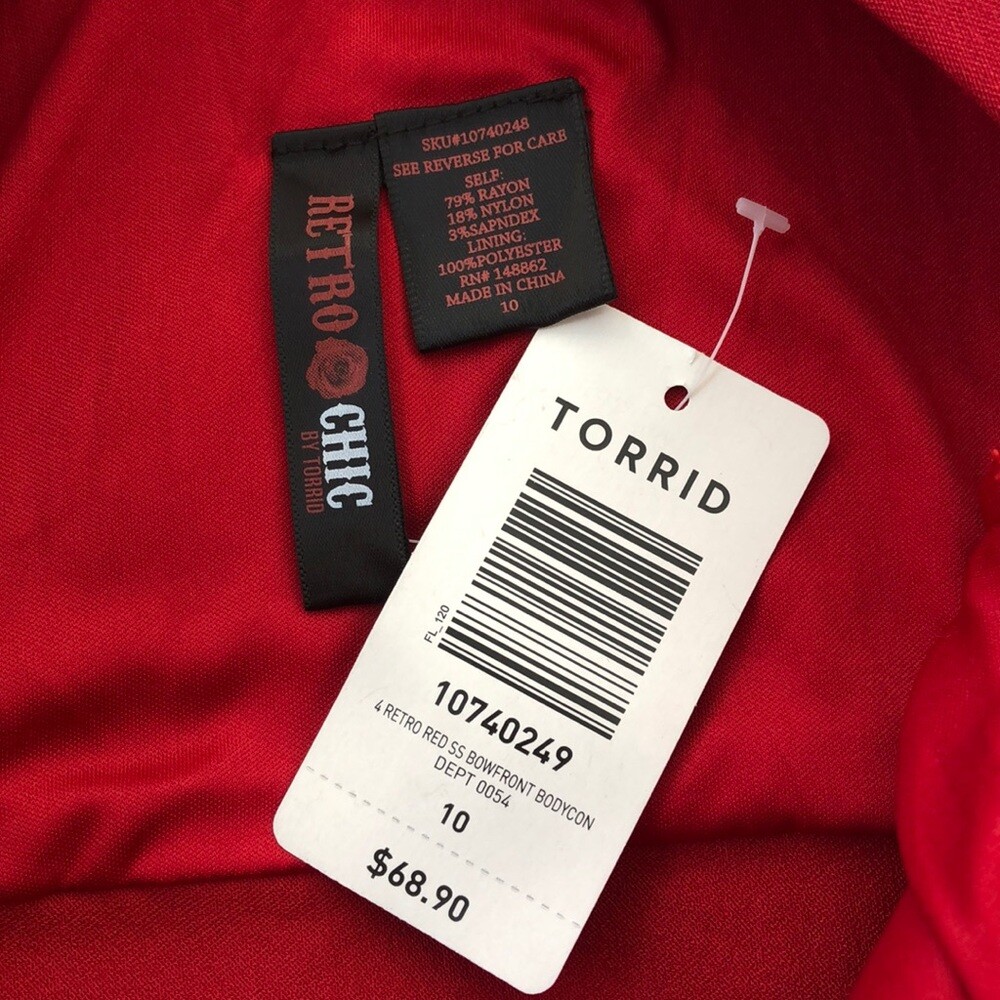 RETRO CHIC
BY TORRID
SKU#10740248
SEE REVERSE FOR CARE
SELF:
79% RAYON
18% NYLON
3%SAPNDEX
LINING:
100%POLYESTER
RN# 148862
MADE IN CHINA
10
TORRID
FL_120
10740249
4 RETRO RED SS BOWFRONT BODYCON
DEPT 0054
10
$68.90